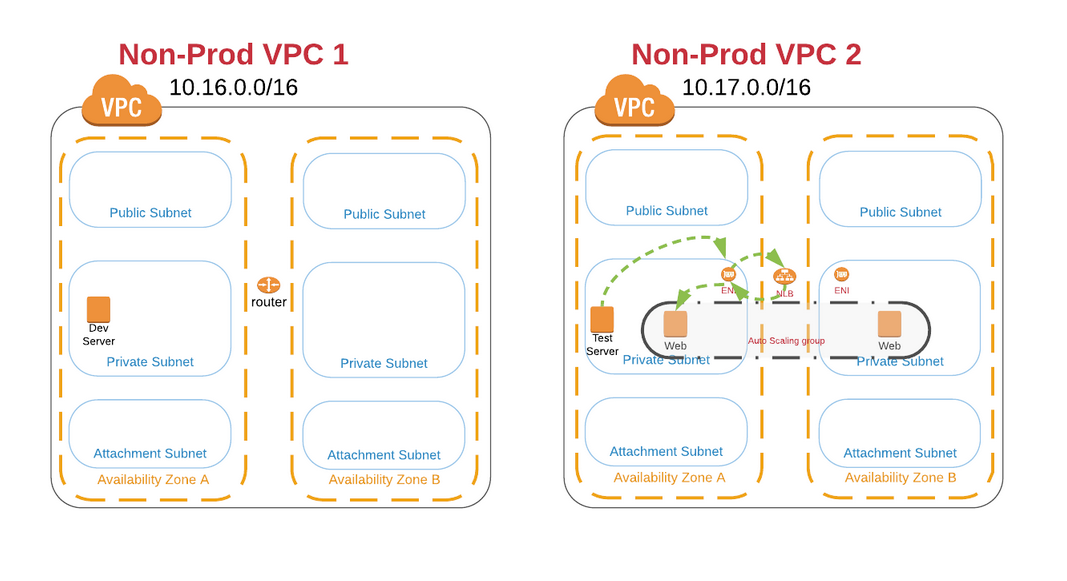 Non-Prod VPC 1
10.16.0.0/16
VPC
Public Subnet
Public Subnet
router
Dev
Server
Private Subnet
Private Subnet
Attachment Subnet
Attachment Subnet
Availability Zone A
Availability Zone B
Non-Prod VPC 2
10.17.0.0/16
VPC
Public Subnet
Public Subnet
ENI
NLB
ENI
Test
Server
Web
Auto Scaling group
Web
Private Subnet
Private Subnet
Attachment Subnet
Attachment Subnet
Availability Zone A
Availability Zone B